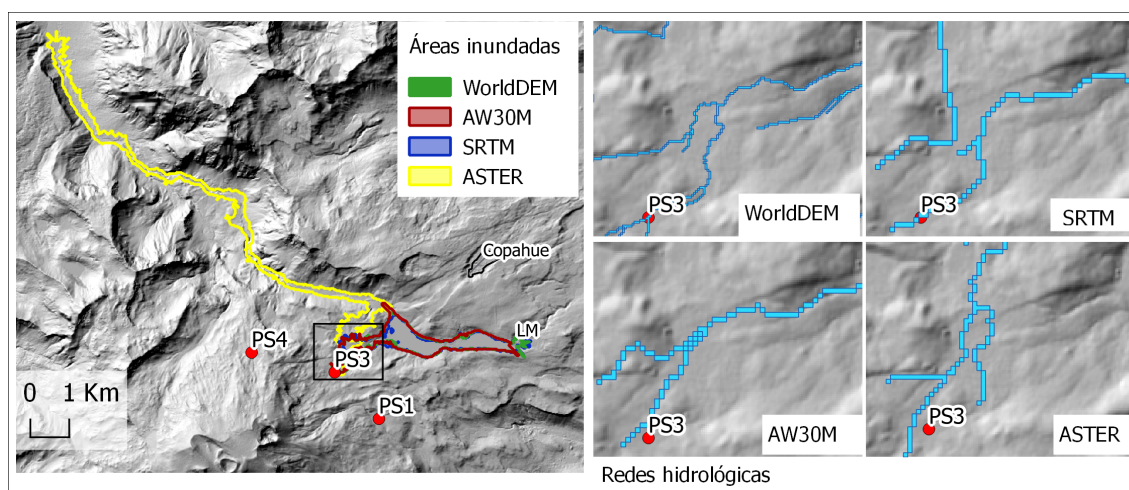 Áreas inundadas
WorldDEM
AW30M
SRTM
ASTER
Copahue
LM
PS4
PS3
PS1
0 1 Km
PS3
WorldDEM
PS3
SRTM
PS3
AW30M
PS3
ASTER
Redes hidrológicas